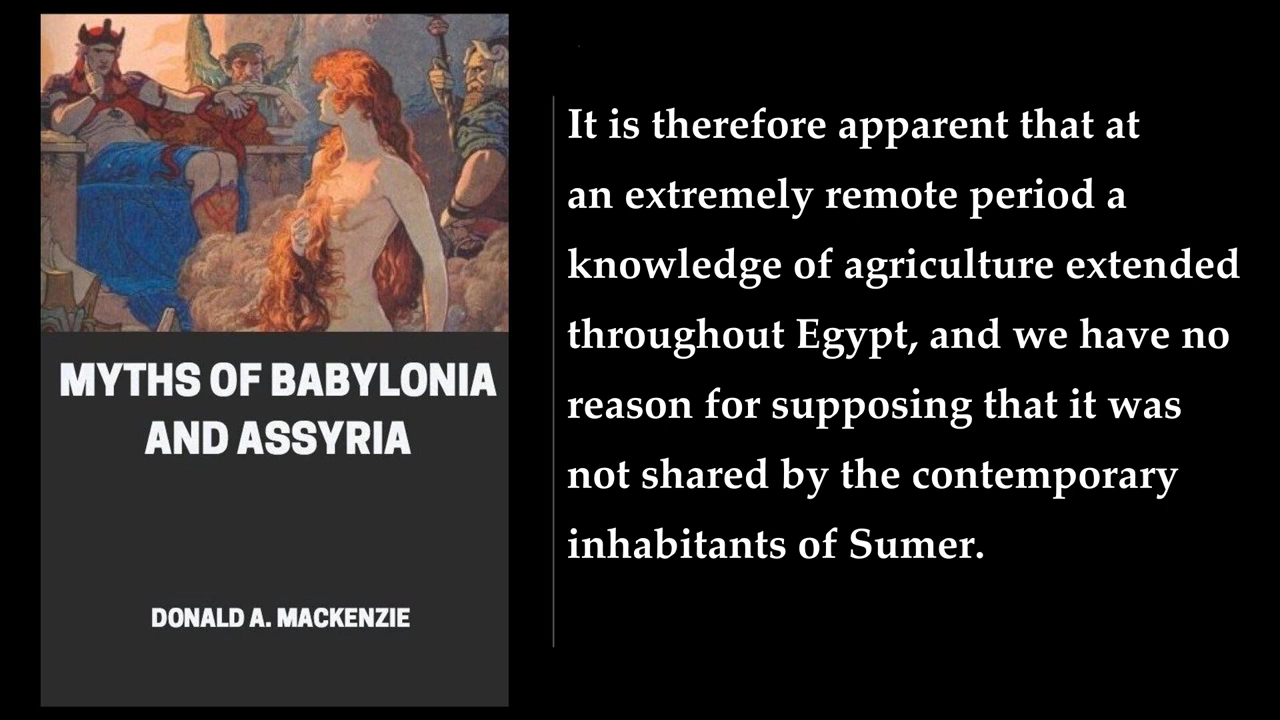 MYTHS OF BABYLONIA
AND ASSYRIA
DONALD A. MACKENZIE
It is therefore apparent that at
an extremely remote period a
knowledge of agriculture extended
throughout Egypt, and we have no
reason for supposing that it was
not shared by the contemporary
inhabitants of Sumer.